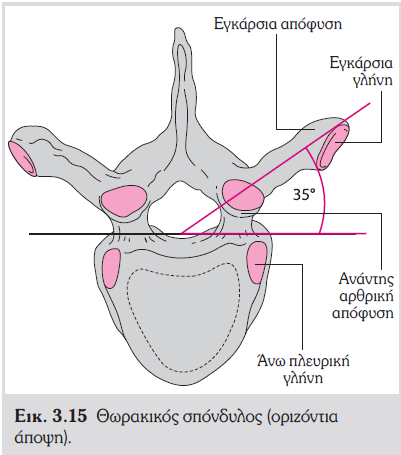 Εγκάρσια απόφυση
Εγκάρσια
γλήνη
35°
Ανάντης
αρθρική
απόφυση
Άνω πλευρική
γλήνη
Εικ. 3.15 Θωρακικός σπόνδυλος (οριζόντια
άποψη).